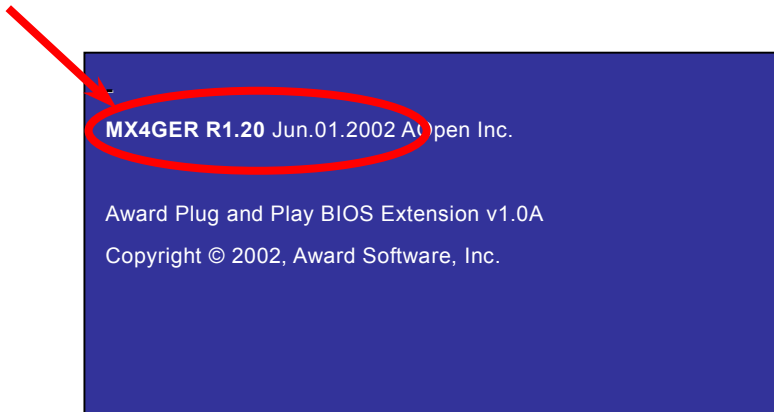 MX4GER R1.20 Jun.01.2002 AOpen Inc.
Award Plug and Play BIOS Extension v1.0A
Copyright © 2002, Award Software, Inc.